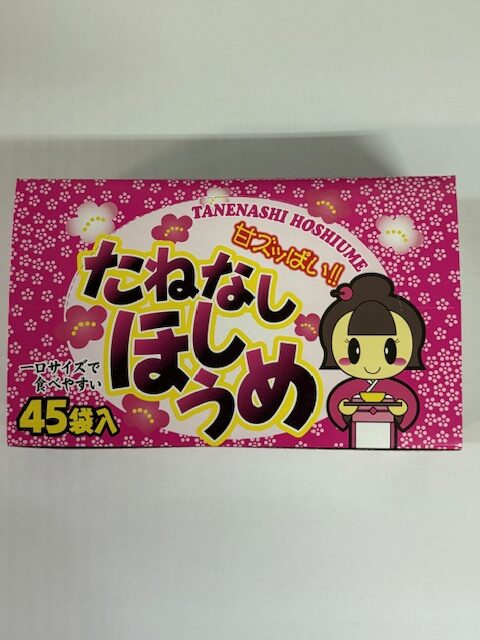 TANENASHI HOSHIUME
甘ズッぱい!!
たねなし
ほしうめ
一口サイズで
食べやすい
45袋入